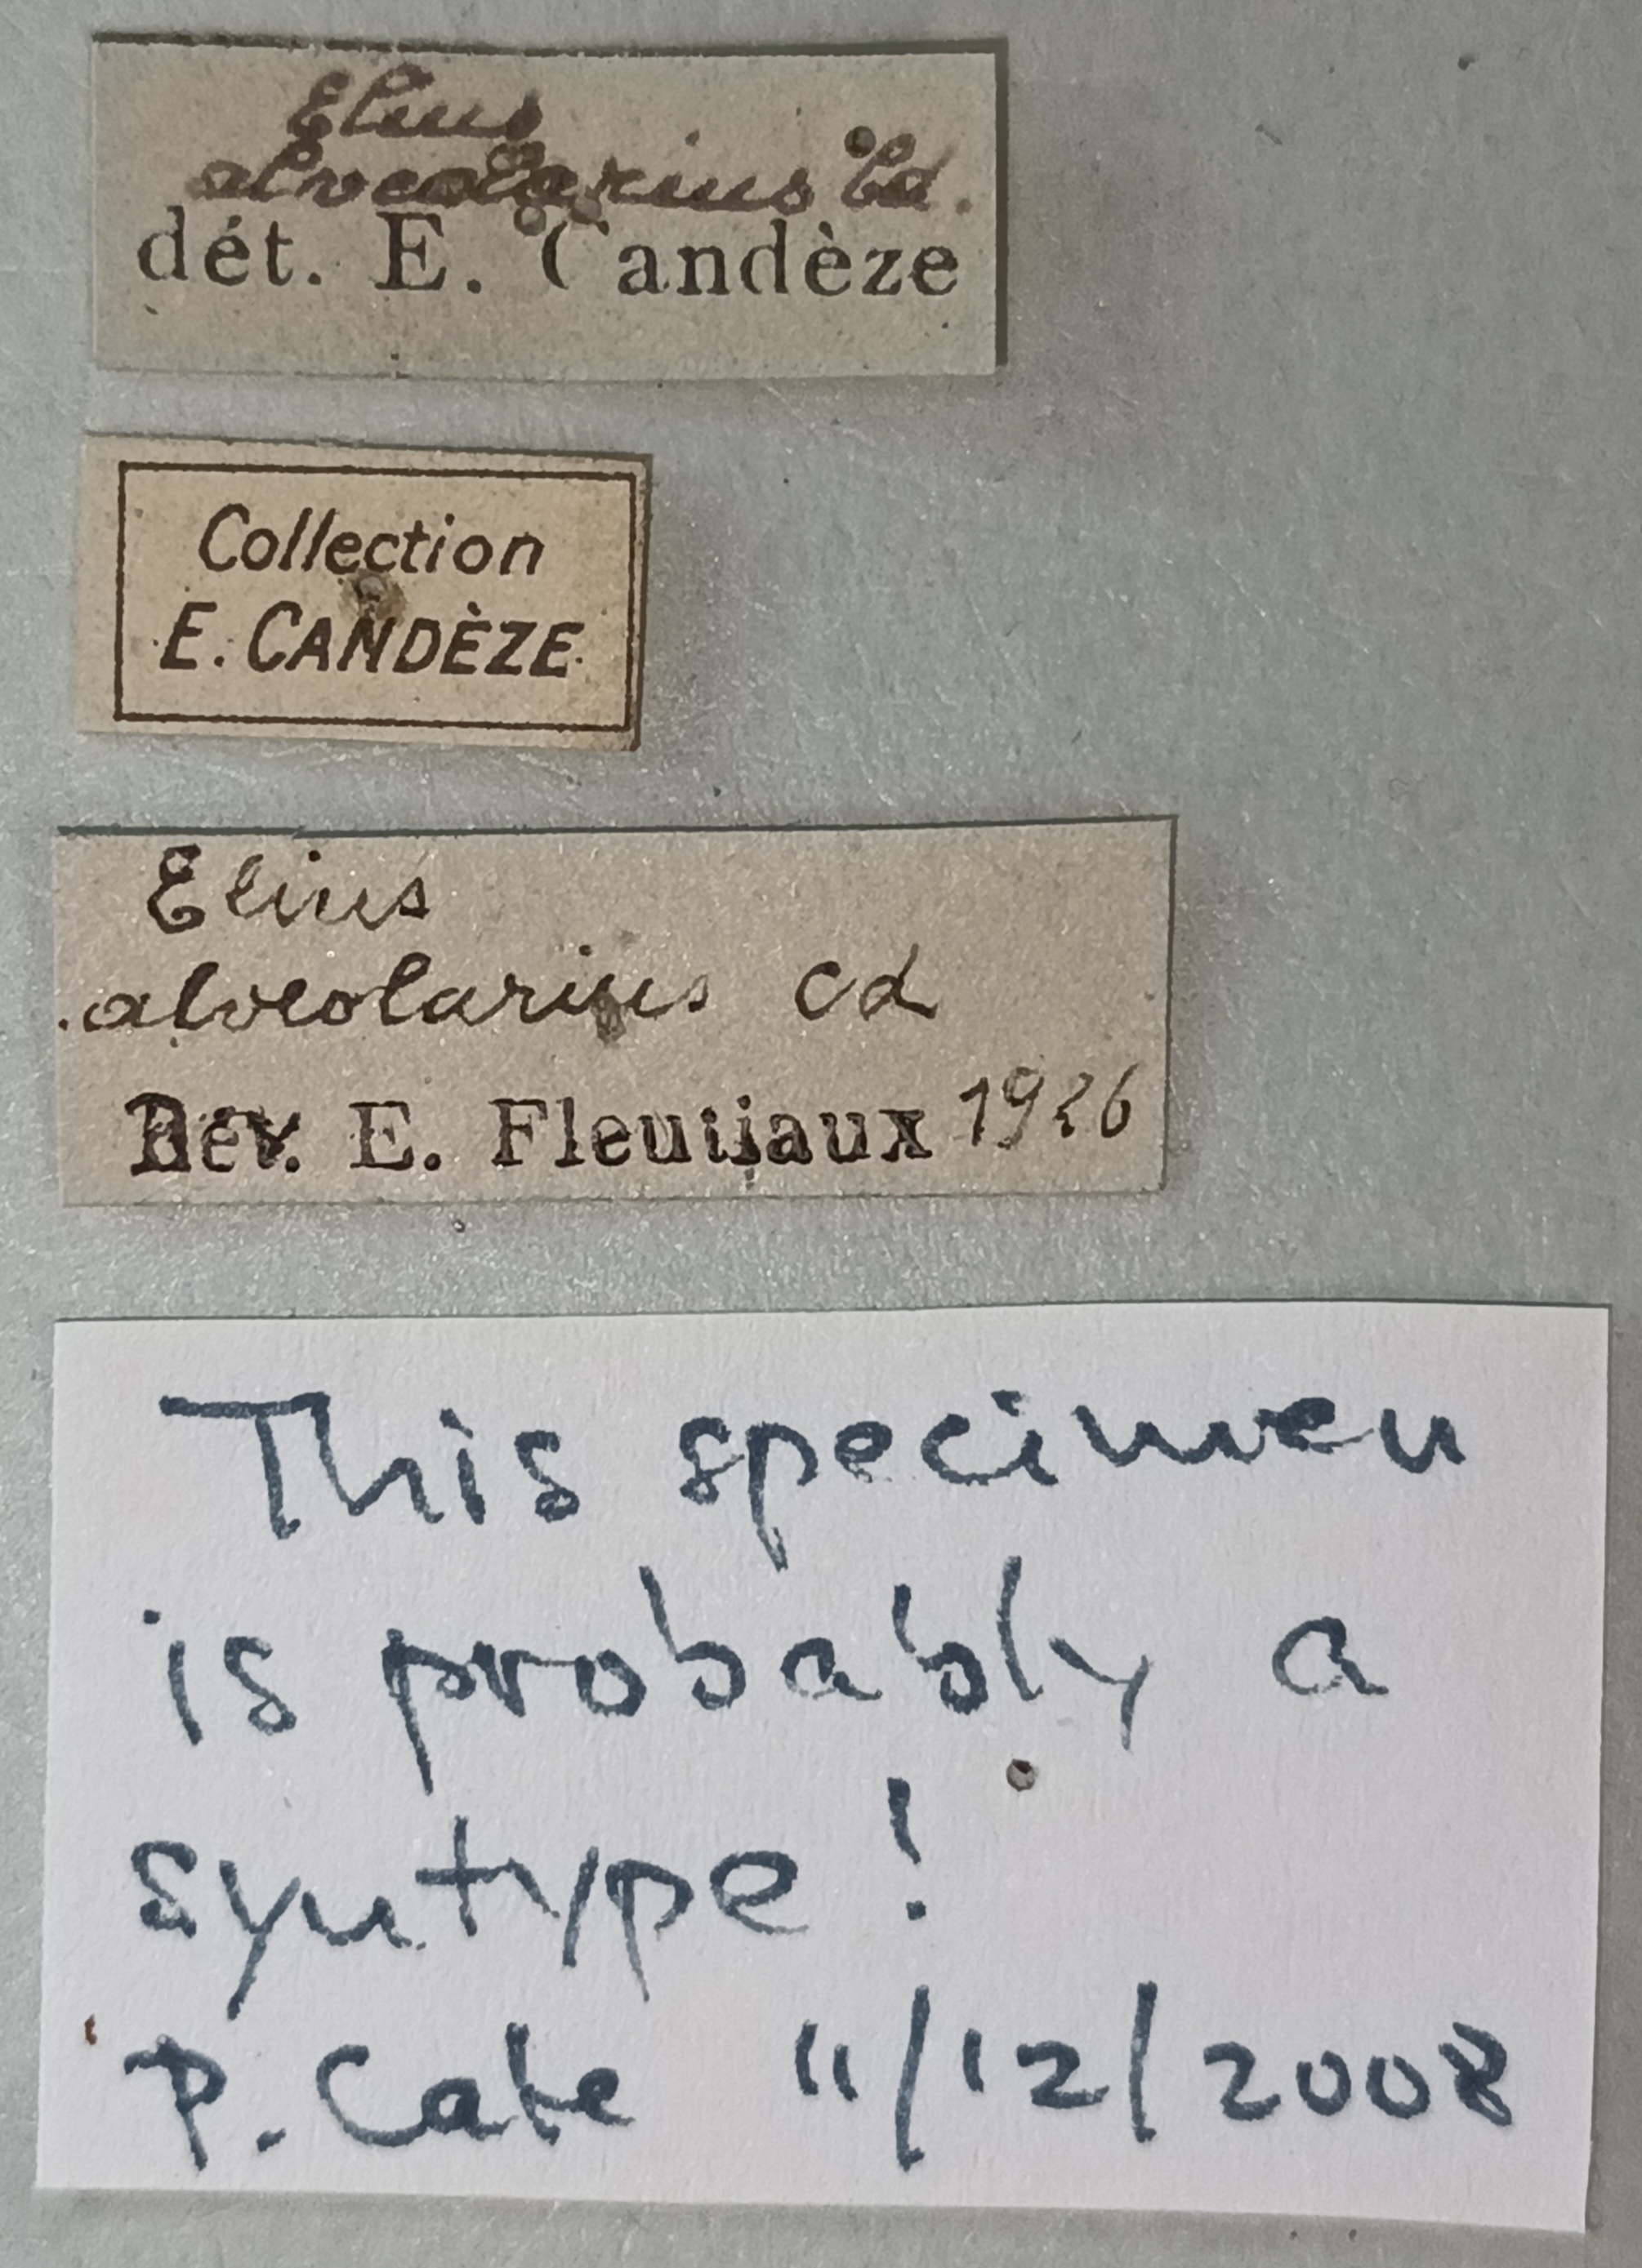 Elius
alveolarius Cd.
dét. E. Candèze
Collection
E. CANDÈZE
Elius
alveolarius cd
Rev. E. Fleutiaux 1926
This specimen
is probably a
syntype!
P. Cate 11/12/2008